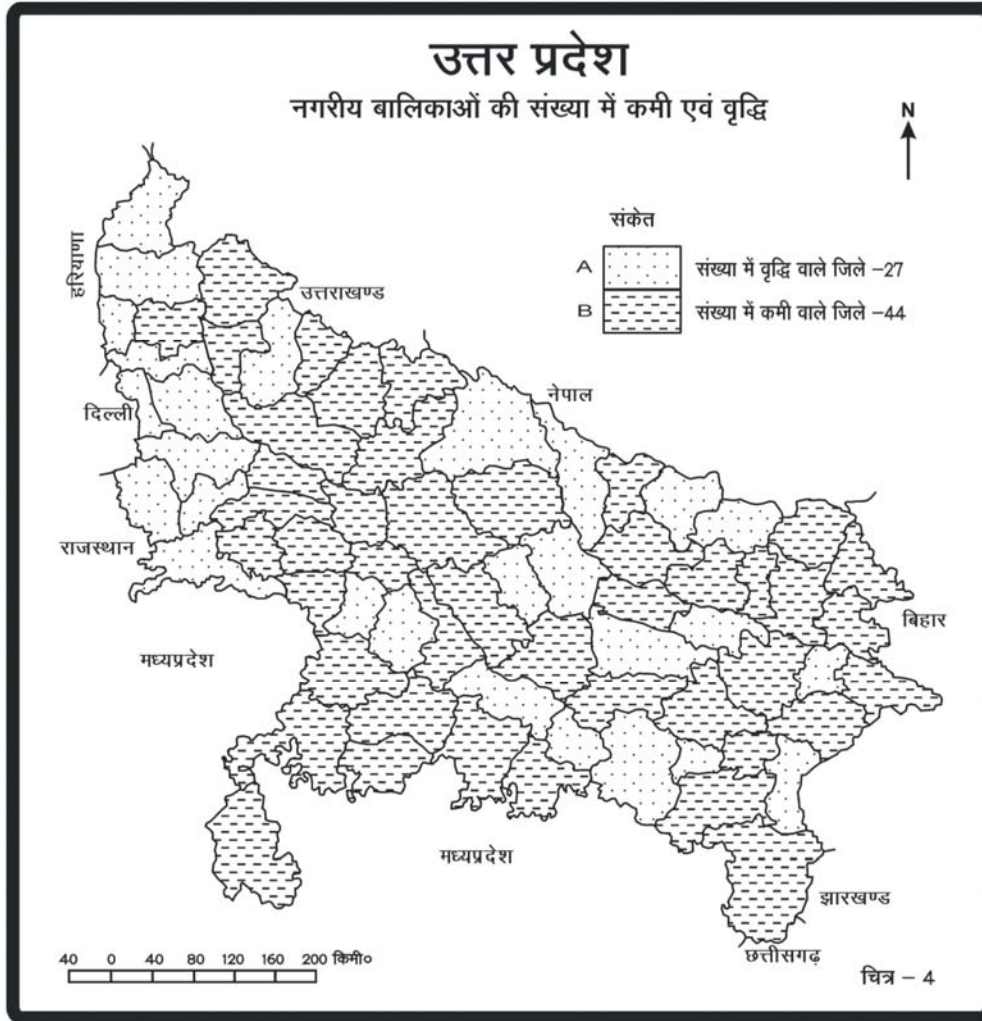 उत्तर प्रदेश
नगरीय बालिकाओं की संख्या में कमी एवं वृद्धि
N
संकेत
A संख्या में वृद्धि वाले जिले –27
B संख्या में कमी वाले जिले –44
हरियाणा
उत्तराखण्ड
नेपाल
दिल्ली
राजस्थान
बिहार
मध्यप्रदेश
मध्यप्रदेश
झारखण्ड
छत्तीसगढ़
40 0 40 80 120 160 200 किमी०
चित्र – 4